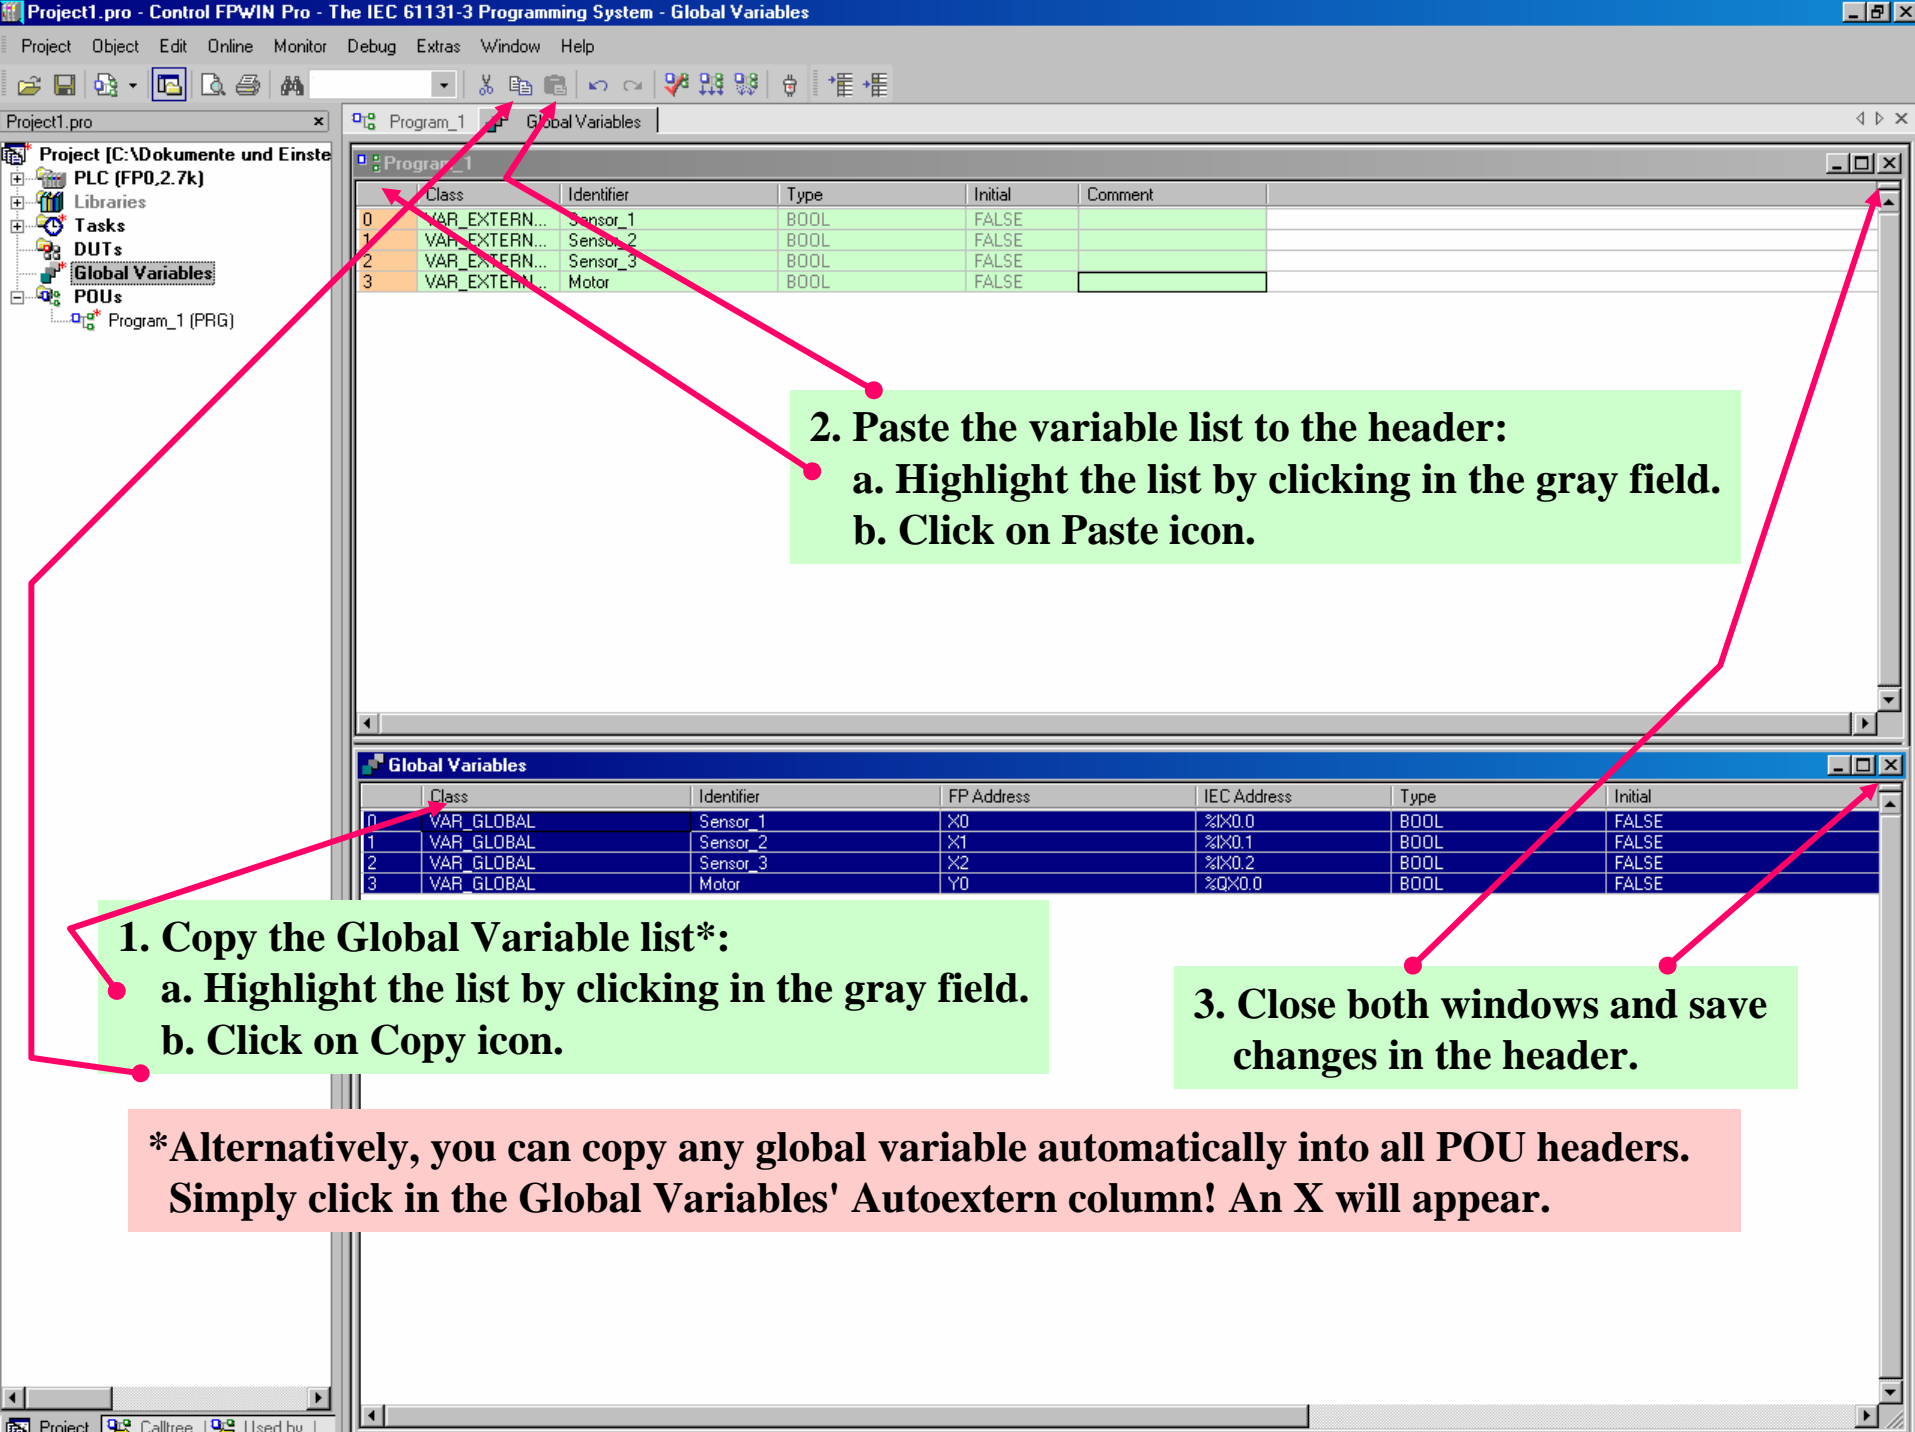 Project1.pro - Control FPWIN Pro - The IEC 61131-3 Programming System - Global Variables
Project Object Edit Online Monitor Debug Extras Window Help
Project1.pro
Program_1 Global Variables
Project [C:\Dokumente und Einste
PLC (FP0,2.7k)
Libraries
Tasks
DUTs
Global Variables
POUs
Program_1 (PRG)
Program_1
Class Identifier Type Initial Comment
0 VAR_EXTERN... Sensor_1 BOOL FALSE
1 VAR_EXTERN... Sensor_2 BOOL FALSE
2 VAR_EXTERN... Sensor_3 BOOL FALSE
3 VAR_EXTERN... Motor BOOL FALSE
2. Paste the variable list to the header:
a. Highlight the list by clicking in the gray field.
b. Click on Paste icon.
Global Variables
Class Identifier FP Address IEC Address Type Initial
0 VAR_GLOBAL Sensor_1 X0 %IX0.0 BOOL FALSE
1 VAR_GLOBAL Sensor_2 X1 %IX0.1 BOOL FALSE
2 VAR_GLOBAL Sensor_3 X2 %IX0.2 BOOL FALSE
3 VAR_GLOBAL Motor Y0 %QX0.0 BOOL FALSE
1. Copy the Global Variable list*:
a. Highlight the list by clicking in the gray field.
b. Click on Copy icon.
3. Close both windows and save
changes in the header.
*Alternatively, you can copy any global variable automatically into all POU headers.
Simply click in the Global Variables' Autoextern column! An X will appear.
Project Calltree Used by